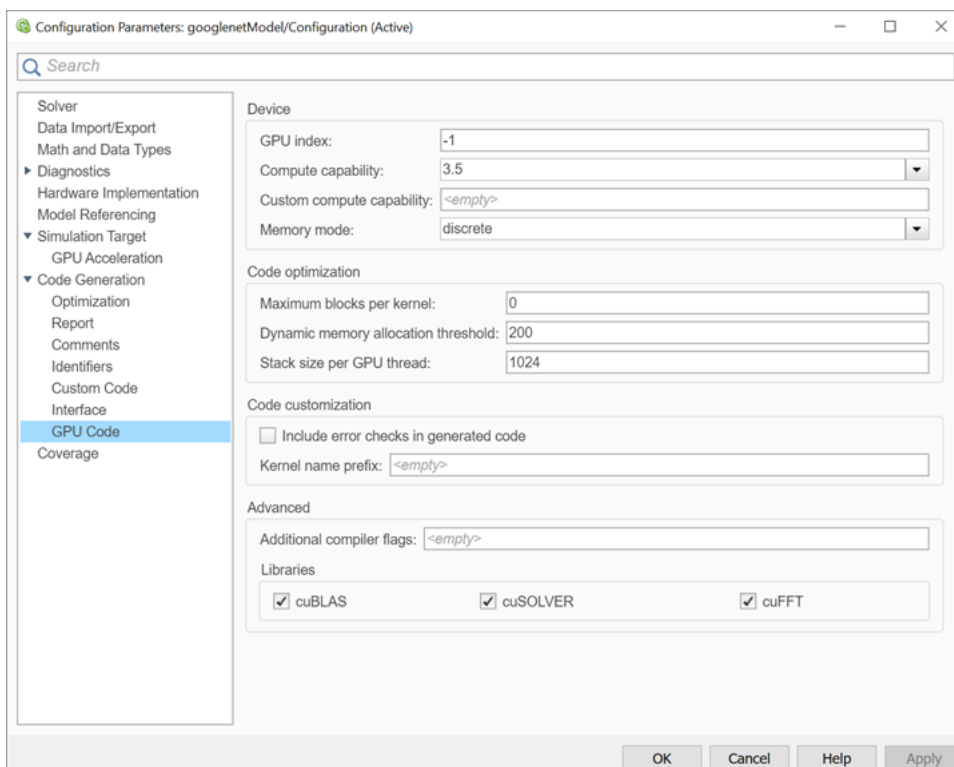 Configuration Parameters: googlenetModel/Configuration (Active)
Search
Solver
Data Import/Export
Math and Data Types
Diagnostics
Hardware Implementation
Model Referencing
Simulation Target
GPU Acceleration
Code Generation
Optimization
Report
Comments
Identifiers
Custom Code
Interface
GPU Code
Coverage
Device
GPU index: -1
Compute capability: 3.5
Custom compute capability: <empty>
Memory mode: discrete
Code optimization
Maximum blocks per kernel: 0
Dynamic memory allocation threshold: 200
Stack size per GPU thread: 1024
Code customization
Include error checks in generated code
Kernel name prefix: <empty>
Advanced
Additional compiler flags: <empty>
Libraries
cuBLAS cuSOLVER cuFFT
OK Cancel Help Apply